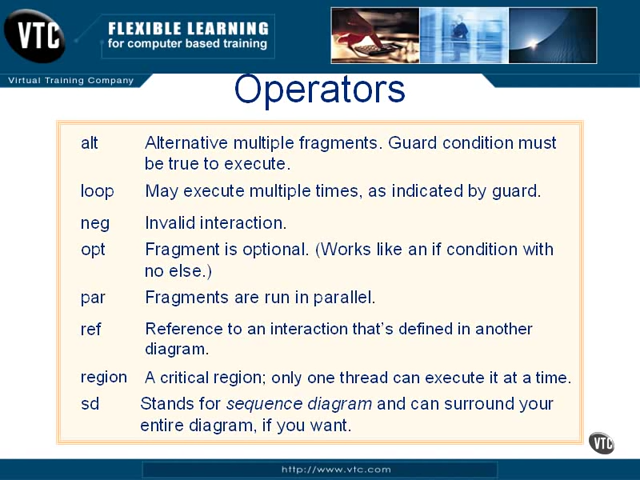 VTC
FLEXIBLE LEARNING
for computer based training
Virtual Training Company
Operators
alt Alternative multiple fragments. Guard condition must
be true to execute.
loop May execute multiple times, as indicated by guard.
neg Invalid interaction.
opt Fragment is optional. (Works like an if condition with
no else.)
par Fragments are run in parallel.
ref Reference to an interaction that's defined in another
diagram.
region A critical region; only one thread can execute it at a time.
sd Stands for sequence diagram and can surround your
entire diagram, if you want.
VTC
http://www.vtc.com